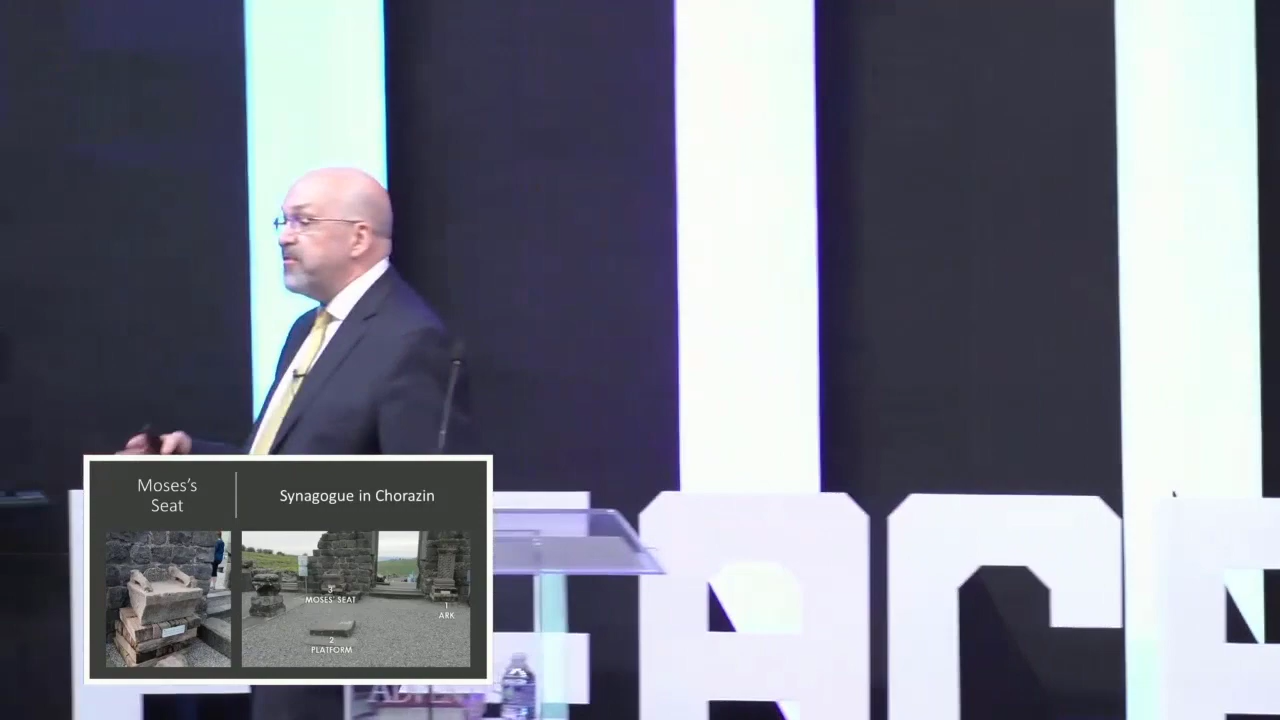 Moses's
Seat
Synagogue in Chorazin
3
MOSES' SEAT
1
ARK
2
PLATFORM